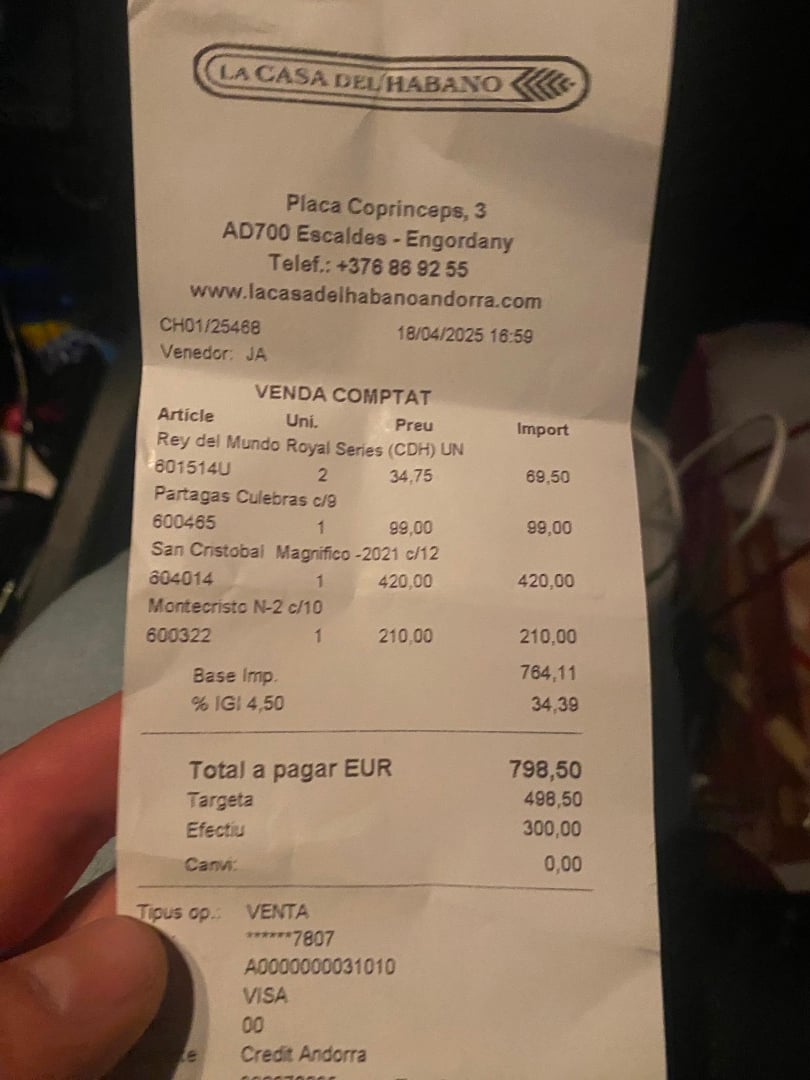 LA CASA DEL HABANO
Placa Coprinceps, 3
AD700 Escaldes - Engordany
Telef.: +376 86 92 55
www.lacasadelhabanoandorra.com
CH01/25468 18/04/2025 16:59
Venedor: JA
VENDA COMPTAT
Article Uni. Preu Import
Rey del Mundo Royal Series (CDH) UN
601514U 2 34,75 69,50
Partagas Culebras c/9
600465 1 99,00 99,00
San Cristobal Magnifico -2021 c/12
604014 1 420,00 420,00
Montecristo N-2 c/10
600322 1 210,00 210,00
Base Imp. 764,11
% IGI 4,50 34,39
Total a pagar EUR 798,50
Targeta 498,50
Efectiu 300,00
Canvi: 0,00
Tipus op.: VENTA
******7807
A0000000031010
VISA
00
Credit Andorra